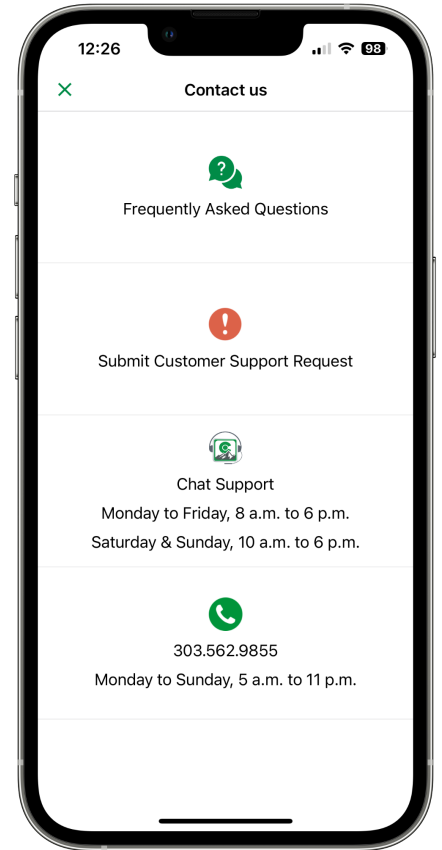 12:26
98
Contact us
?
Frequently Asked Questions
!
Submit Customer Support Request
Chat Support
Monday to Friday, 8 a.m. to 6 p.m.
Saturday & Sunday, 10 a.m. to 6 p.m.
303.562.9855
Monday to Sunday, 5 a.m. to 11 p.m.